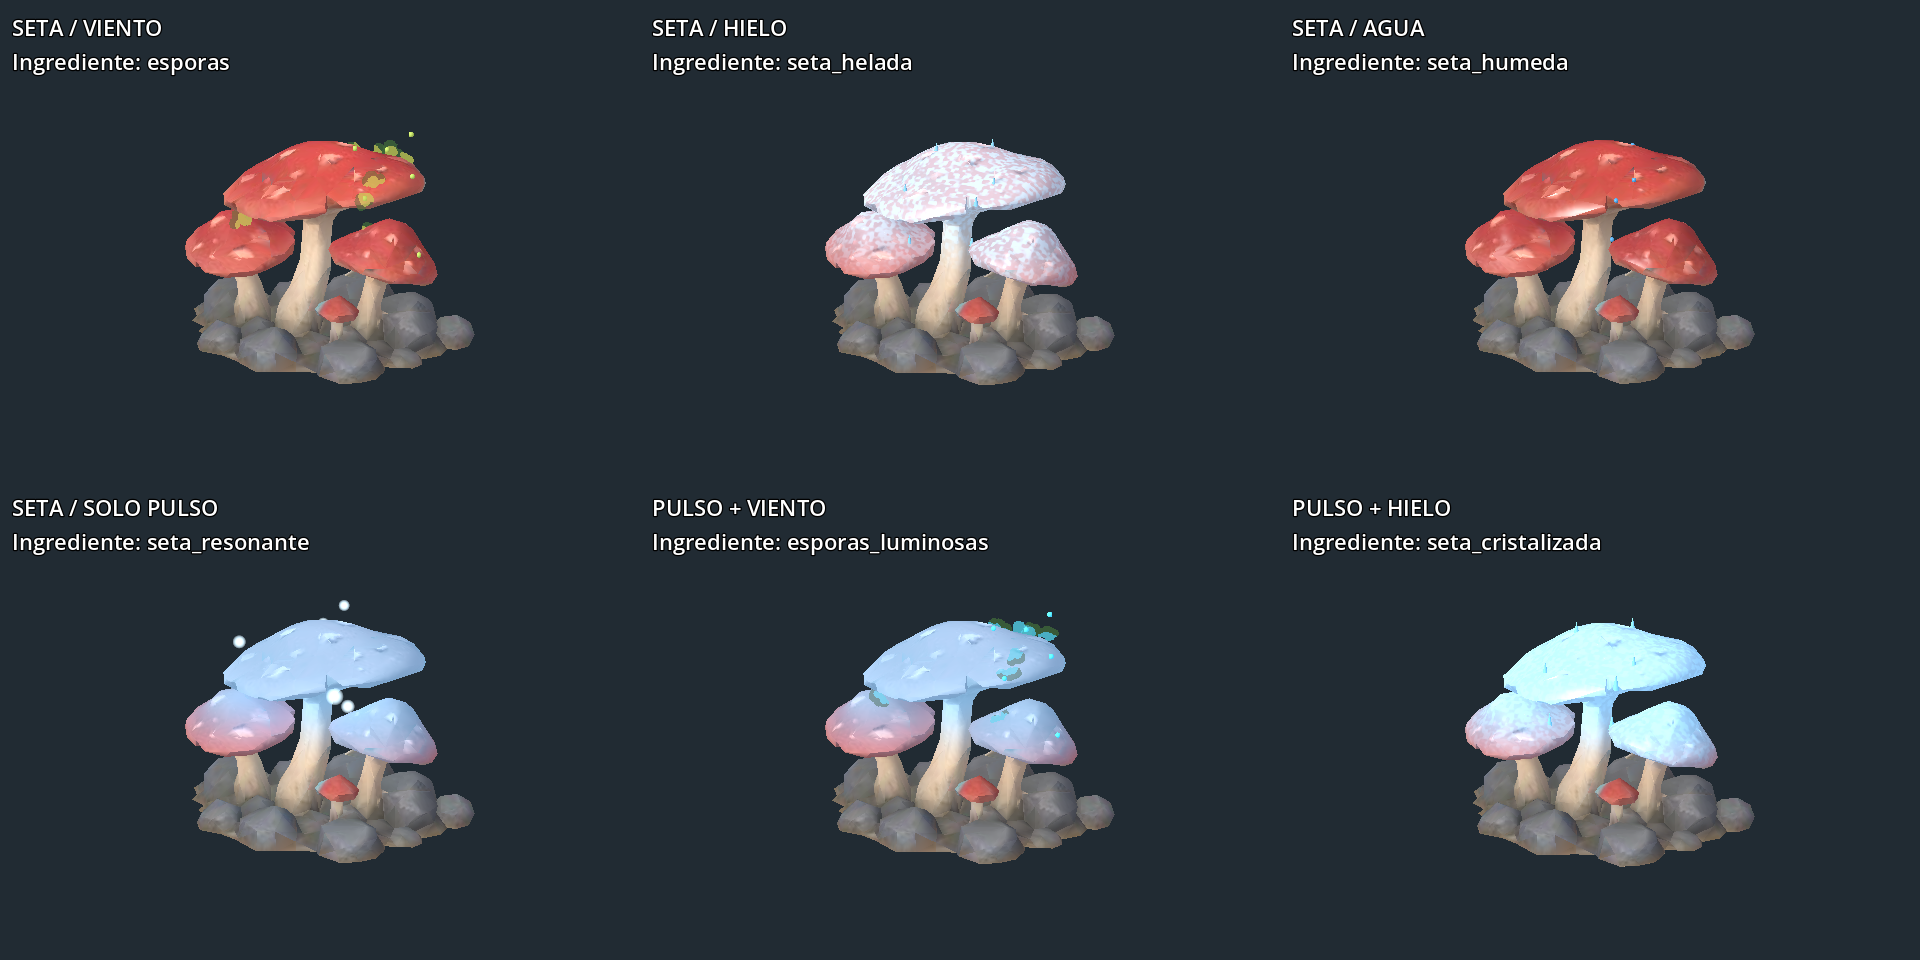 SETA / VIENTO
Ingrediente: esporas
SETA / HIELO
Ingrediente: seta_helada
SETA / AGUA
Ingrediente: seta_humeda
SETA / SOLO PULSO
Ingrediente: seta_resonante
PULSO + VIENTO
Ingrediente: esporas_luminosas
PULSO + HIELO
Ingrediente: seta_cristalizada